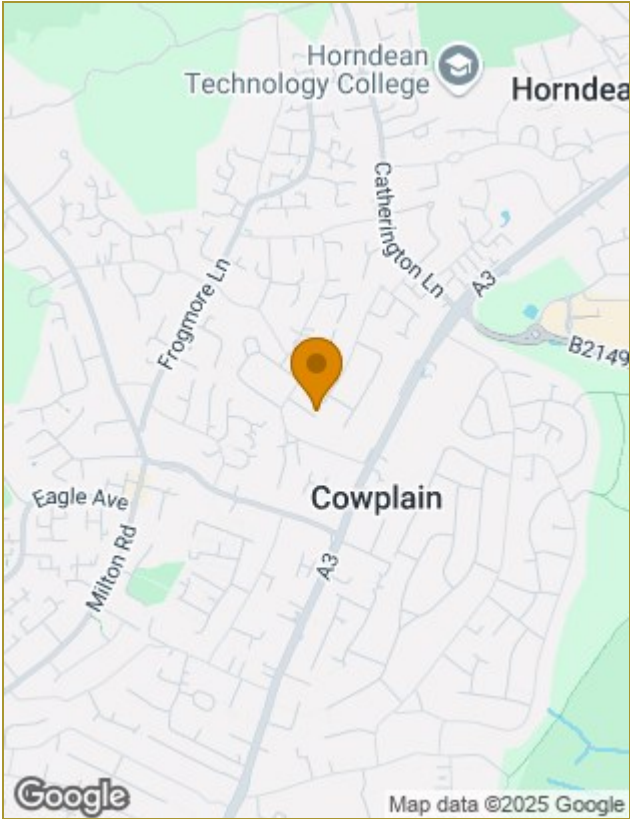 Horndean
Technology College
Horndea
Catherington Ln
A3
Frogmore Ln
B2149
Cowplain
Eagle Ave
Milton Rd
A3
Google
Map data ©2025 Google